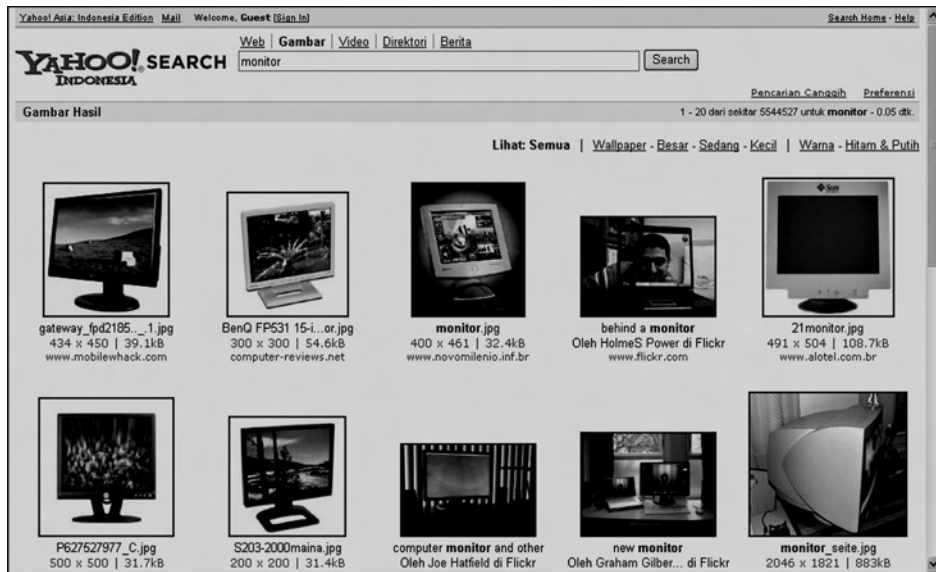 Yahoo! Asia: Indonesia Edition Mail Welcome, Guest [Sign In] Search Home - Help
Web | Gambar | Video | Direktori | Berita
YAHOO! SEARCH
INDONESIA
monitor
Search
Pencarian Canggih Preferensi
Gambar Hasil 1 - 20 dari sekitar 5544527 untuk monitor - 0.05 dtk.
Lihat: Semua | Wallpaper - Besar - Sedang - Kecil | Warna - Hitam & Putih
Sun
gateway_fpd2185.._.1.jpg
434 x 450 | 39.1kB
www.mobilewhack.com
BenQ FP531 15-i...or.jpg
300 x 300 | 54.6kB
computer-reviews.net
monitor.jpg
400 x 461 | 32.4kB
www.novomilenio.inf.br
behind a monitor
Oleh HolmeS Power di Flickr
www.flickr.com
21monitor.jpg
491 x 504 | 108.7kB
www.alotel.com.br
P627527977_C.jpg
500 x 500 | 31.7kB
S203-2000maina.jpg
200 x 200 | 31.4kB
computer monitor and other
Oleh Joe Hatfield di Flickr
new monitor
Oleh Graham Gilber... di Flickr
monitor_seite.jpg
2046 x 1821 | 883kB